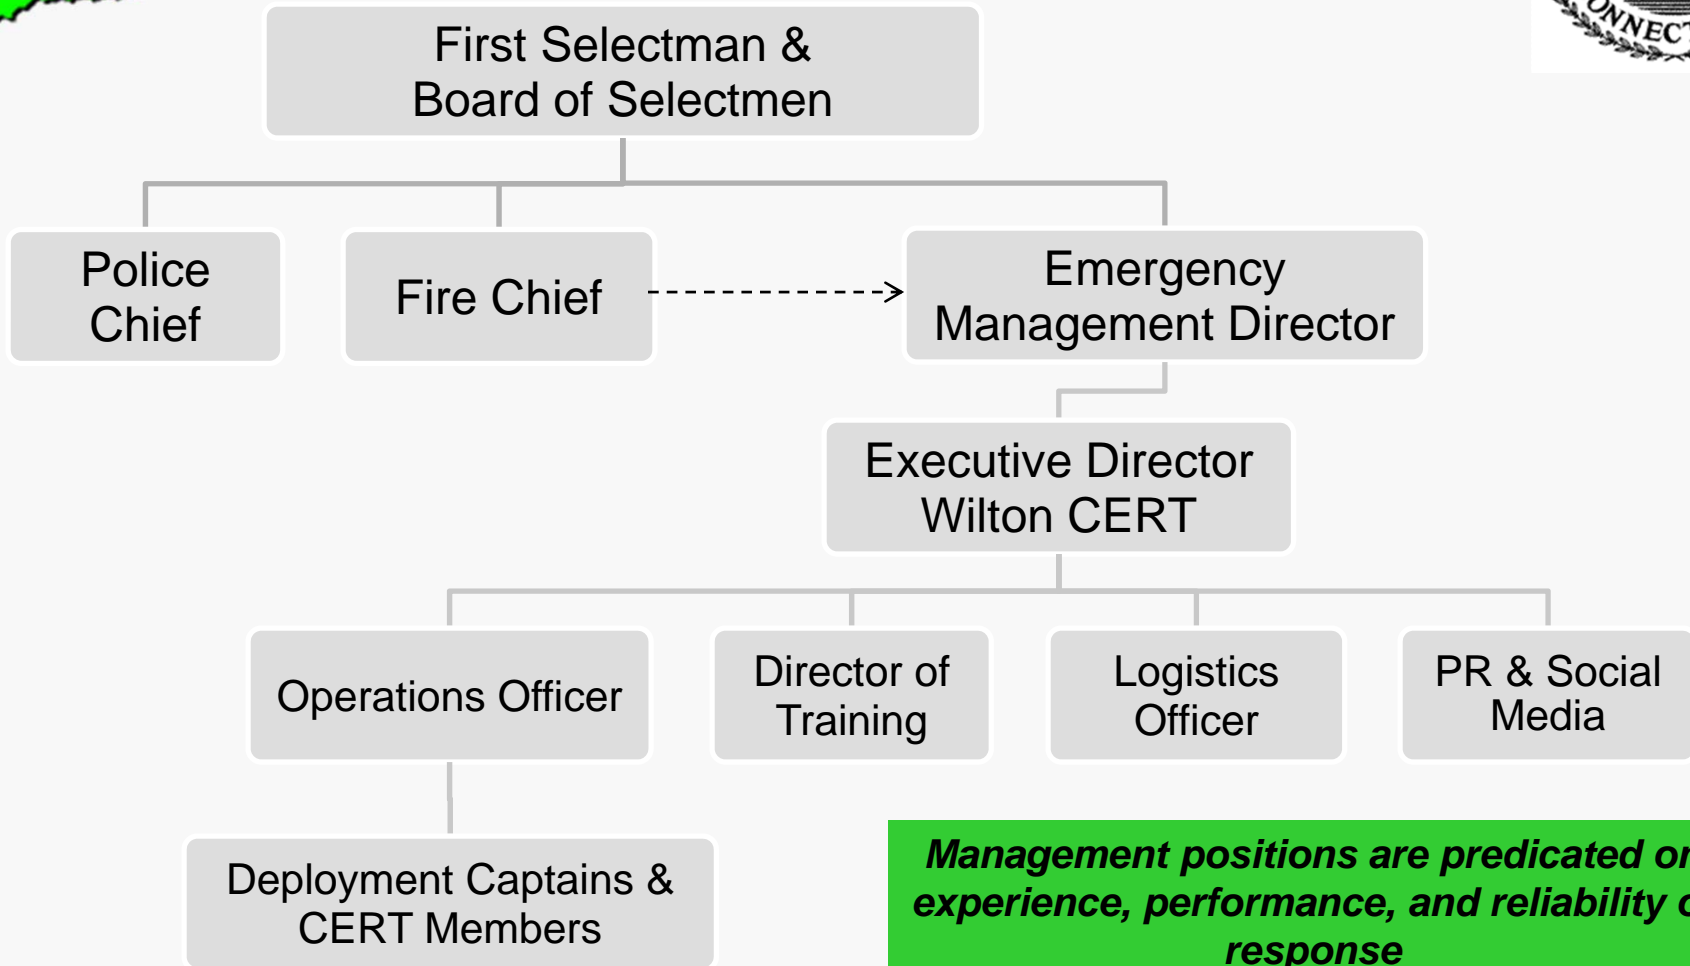 First Selectman &
Board of Selectmen
Police
Chief
Fire Chief
Emergency
Management Director
Executive Director
Wilton CERT
Operations Officer
Director of
Training
Logistics
Officer
PR & Social
Media
Deployment Captains &
CERT Members
Management positions are predicated on
experience, performance, and reliability
response